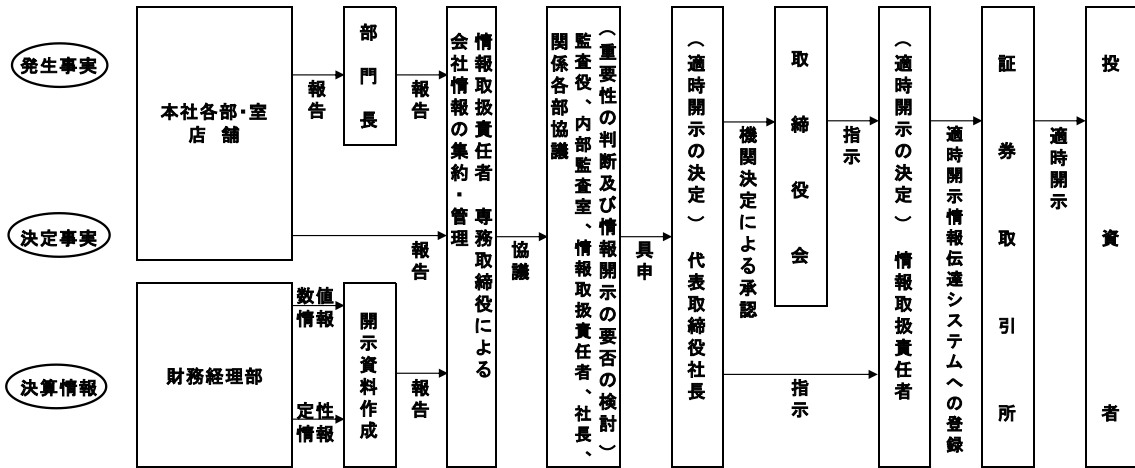 発生事実
決定事実
決算情報
本社各部・室
店　舗
財務経理部
報告
数値
情報
定性
情報
部門長
開示資料作成
報告
報告
報告
情報取扱責任者　専務取締役による
会社情報の集約・管理
協議
（重要性の判断及び情報開示の要否の検討）
監査役、内部監査室、情報取扱責任者、社長、
関係各部協議
具申
（適時開示の決定）　代表取締役社長
機関決定による承認
取締役会
指示
指示
（適時開示の決定）　情報取扱責任者
適時開示情報伝達システムへの登録
証券取引所
適時開示
投資者